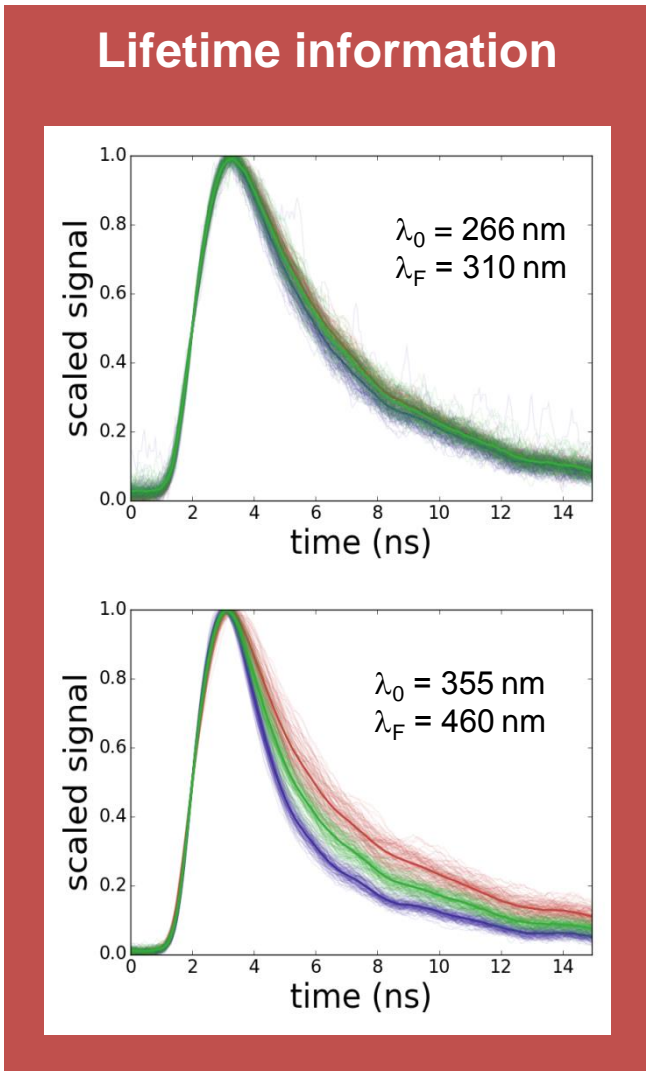 Lifetime information
1.0
0.8
0.6
0.4
0.2
0.0
scaled signal
λ0 = 266 nm
λF = 310 nm
0 2 4 6 8 10 12 14
time (ns)
1.0
0.8
0.6
0.4
0.2
0.0
scaled signal
λ0 = 355 nm
λF = 460 nm
0 2 4 6 8 10 12 14
time (ns)